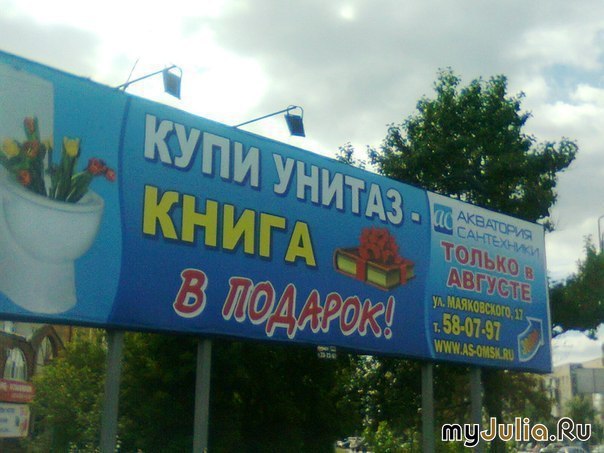 КУПИ УНИТАЗ -
КНИГА
В ПОДАРОК!
АС АКВАТОРИЯ
САНТЕХНИКИ
ТОЛЬКО В
АВГУСТЕ
ул. МАЯКОВСКОГО, 17
т. 58-07-97
WWW.AS-OMSK.RU
myJulia.Ru